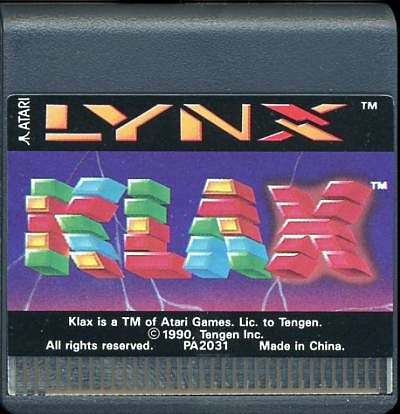 ATARI
LYNX ™
KLAX ™
Klax is a TM of Atari Games. Lic. to Tengen.
© 1990, Tengen Inc.
All rights reserved. PA2031 Made in China.